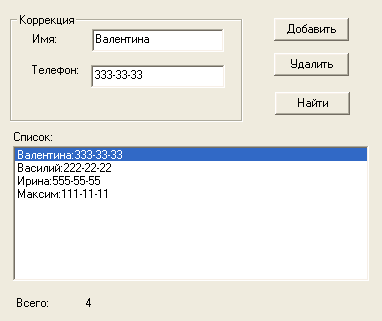 Коррекция
Имя: Валентина
Телефон: 333-33-33
Добавить
Удалить
Найти
Список:
Валентина:333-33-33
Василий:222-22-22
Ирина:555-55-55
Максим:111-11-11
Всего: 4